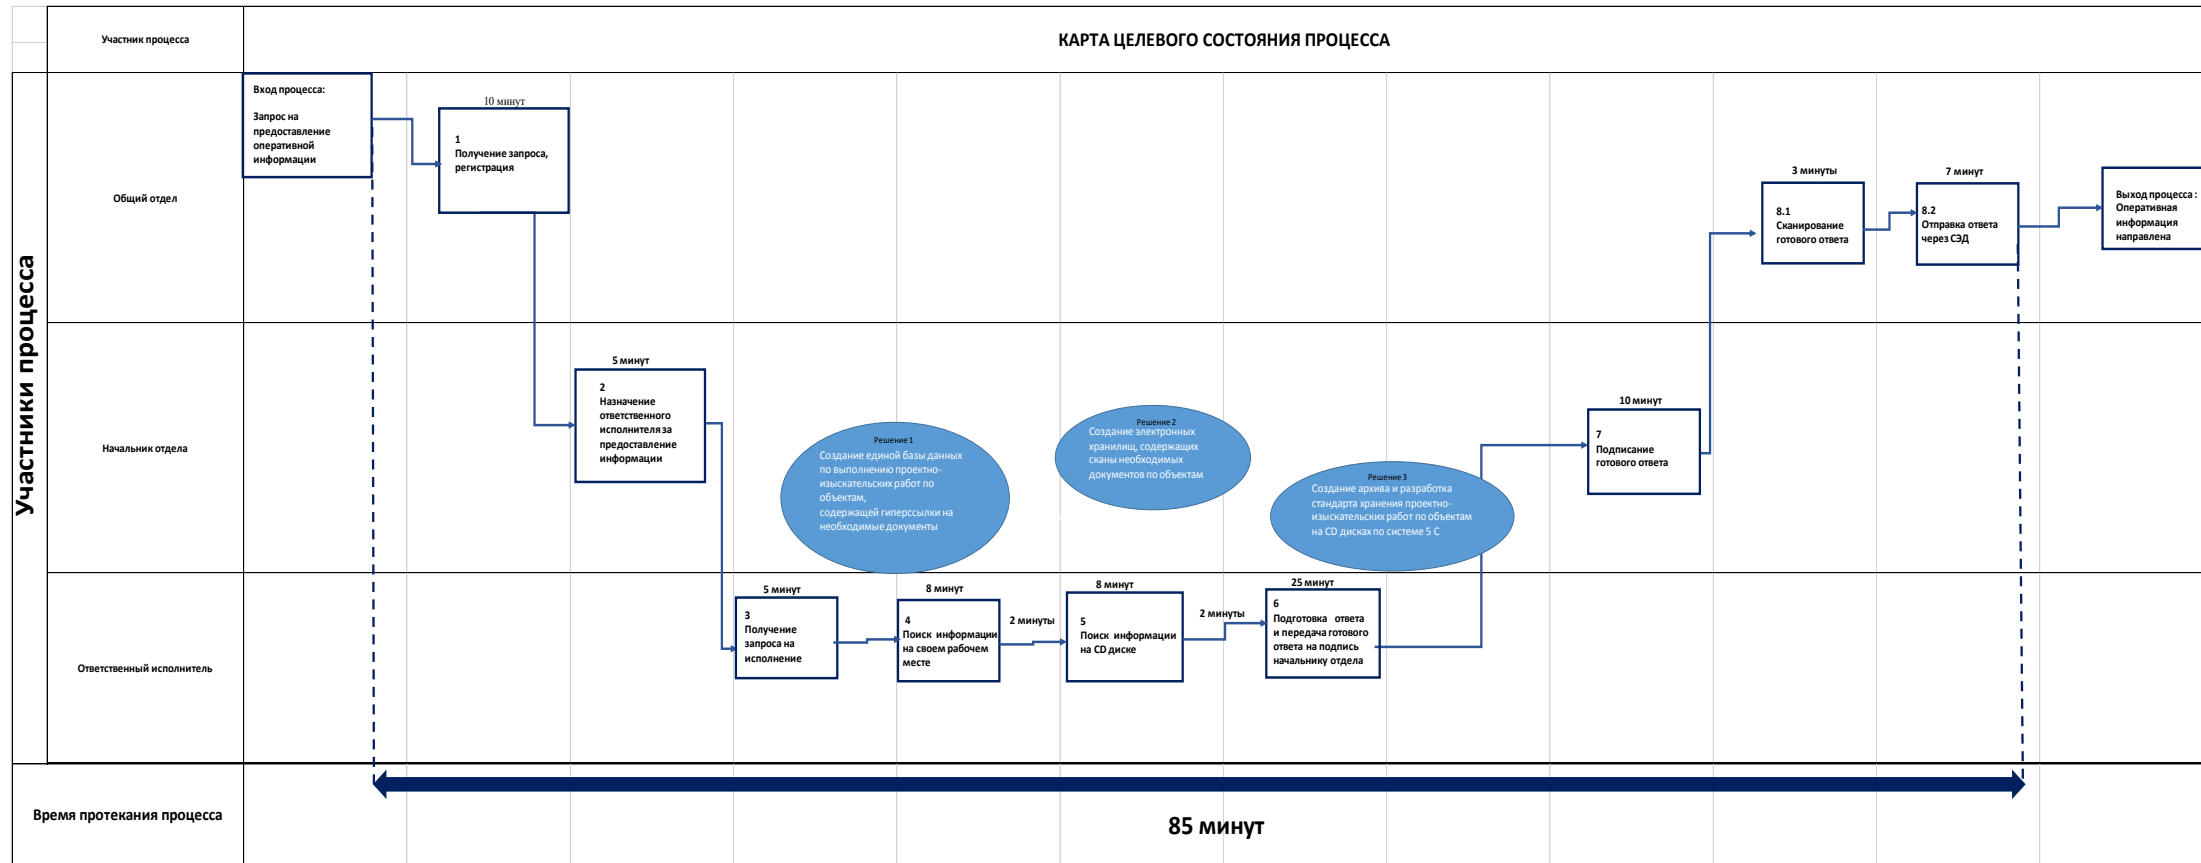 Участник процесса
КАРТА ЦЕЛЕВОГО СОСТОЯНИЯ ПРОЦЕССА
Участники процесса
Общий отдел
Вход процесса:
Запрос на
предоставление
оперативной
информации
10 минут
1
Получение запроса,
регистрация
3 минуты
8.1
Сканирование
готового ответа
7 минут
8.2
Отправка ответа
через СЭД
Выход процесса :
Оперативная
информация
направлена
Начальник отдела
5 минут
2
Назначение
ответственного
исполнителя за
предоставление
информации
Решение 1
Создание единой базы данных
по выполнению проектно-
изыскательских работ по
объектам,
содержащей гиперссылки на
необходимые документы
Решение 2
Создание электронных
хранилищ, содержащих
сканы необходимых
документов по объектам
Решение 3
Создание архива и разработка
стандарта хранения проектно-
изыскательских работ по объектам
на CD дисках по системе 5 С
10 минут
7
Подписание
готового ответа
Ответственный исполнитель
5 минут
3
Получение
запроса на
исполнение
8 минут
4
Поиск информации
на своем рабочем
месте
2 минуты
8 минут
5
Поиск информации
на CD диске
2 минуты
25 минут
6
Подготовка ответа
и передача готового
ответа на подпись
начальнику отдела
Время протекания процесса
85 минут